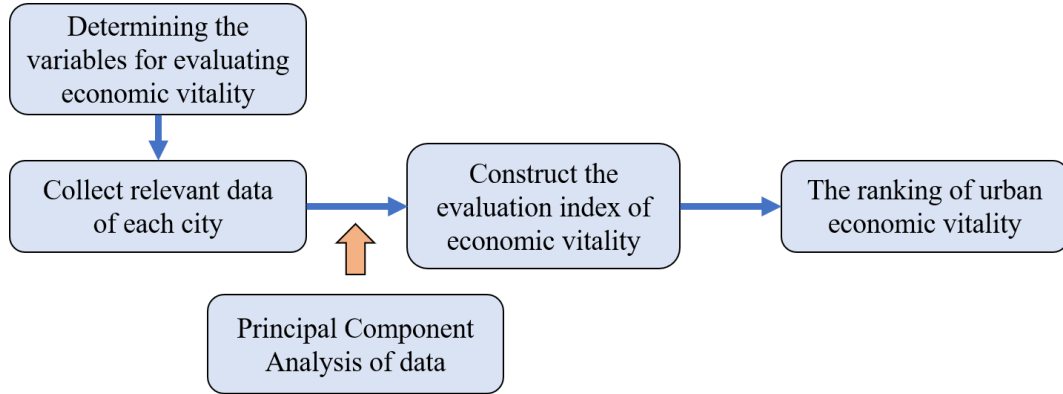 Determining the
variables for evaluating
economic vitality
Collect relevant data
of each city
Construct the
evaluation index of
economic vitality
The ranking of urban
economic vitality
Principal Component
Analysis of data